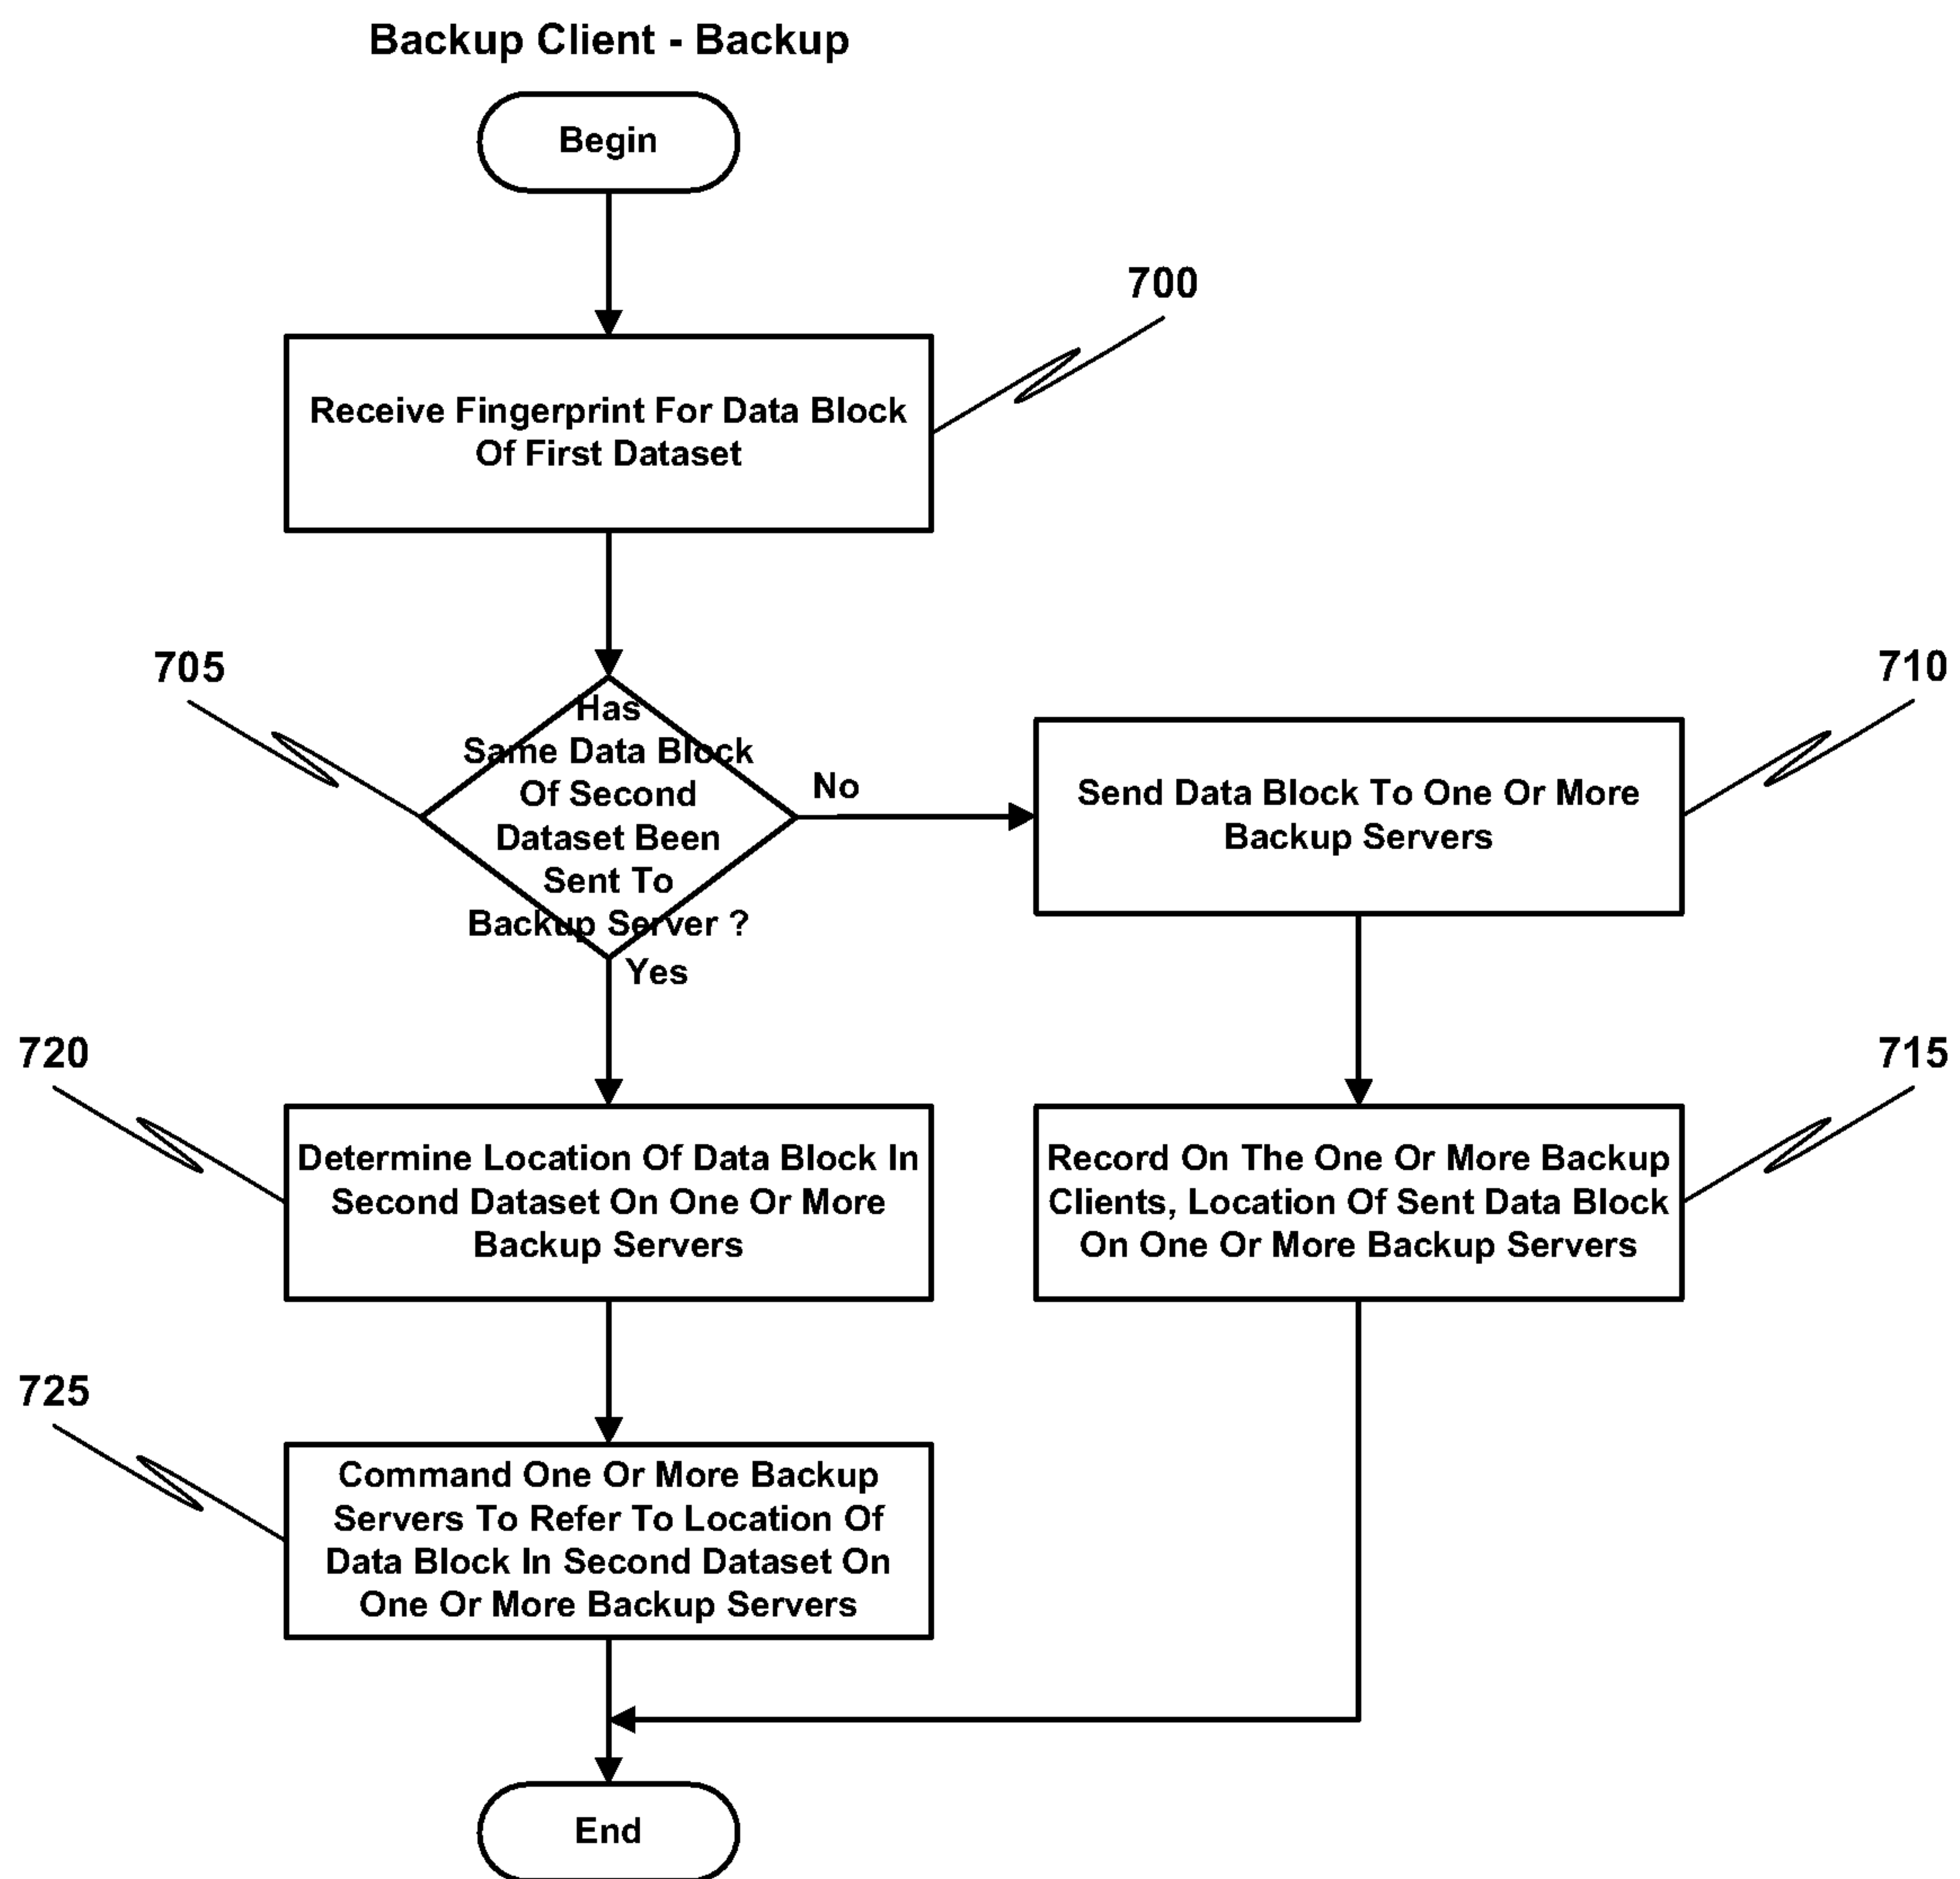 Backup Client - Backup
Begin
700
Receive Fingerprint For Data Block
Of First Dataset
705
Has
Same Data Block
Of Second
Dataset Been
Sent To
Backup Server ?
No
Yes
710
Send Data Block To One Or More
Backup Servers
720
Determine Location Of Data Block In
Second Dataset On One Or More
Backup Servers
715
Record On The One Or More Backup
Clients, Location Of Sent Data Block
On One Or More Backup Servers
725
Command One Or More Backup
Servers To Refer To Location Of
Data Block In Second Dataset On
One Or More Backup Servers
End